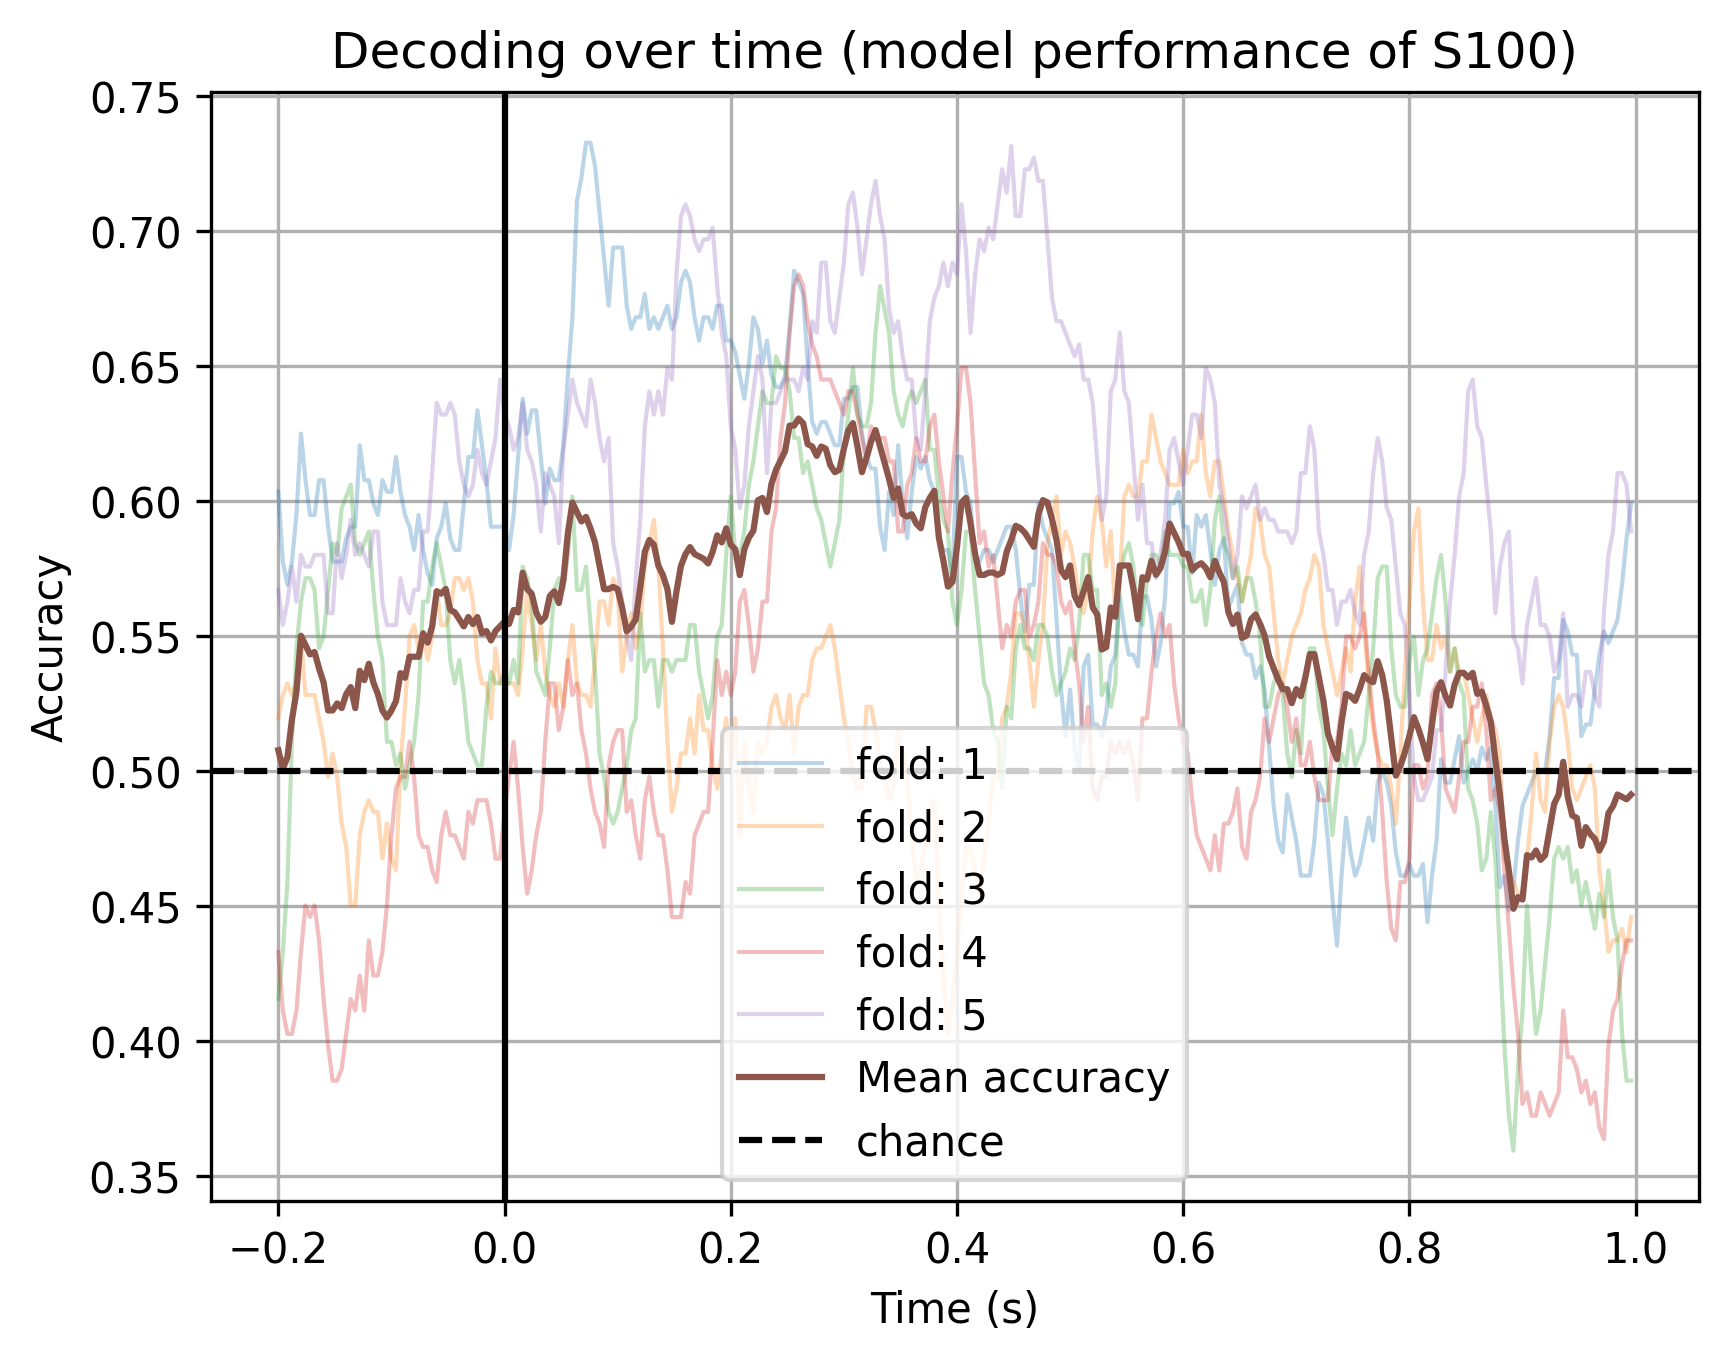 Decoding over time (model performance of S100)
0.75
0.70
0.65
0.60
0.55
0.50
0.45
0.40
0.35
Accuracy
fold: 1
fold: 2
fold: 3
fold: 4
fold: 5
Mean accuracy
chance
−0.2 0.0 0.2 0.4 0.6 0.8 1.0
Time (s)